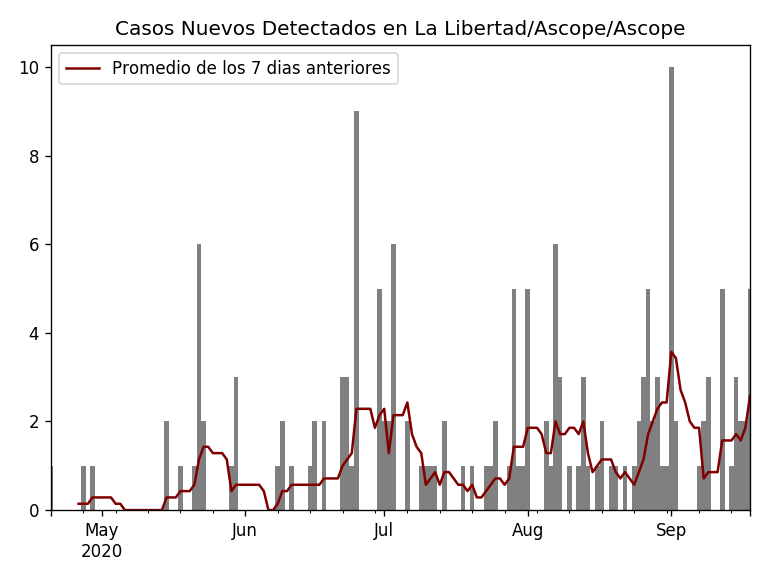 Casos Nuevos Detectados en La Libertad/Ascope/Ascope
Promedio de los 7 dias anteriores
10
8
6
4
2
0
May Jun Jul Aug Sep
2020